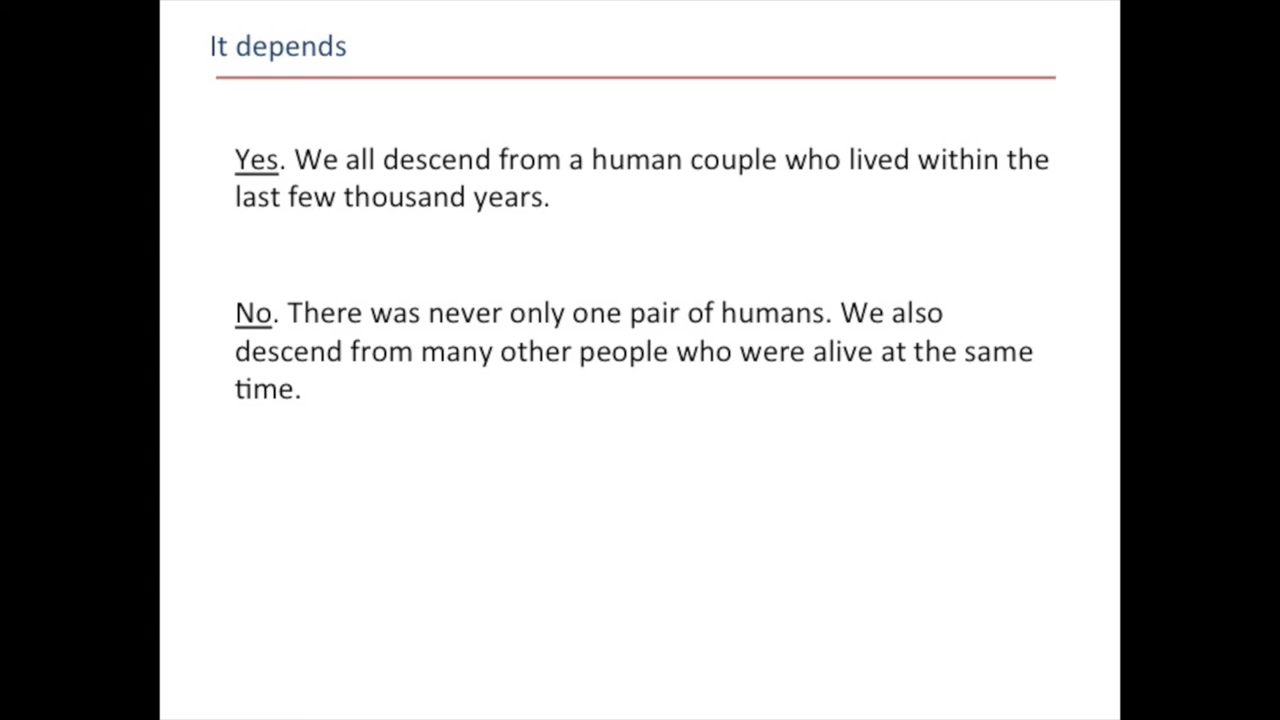 It depends
Yes. We all descend from a human couple who lived within the
last few thousand years.
No. There was never only one pair of humans. We also
descend from many other people who were alive at the same
time.